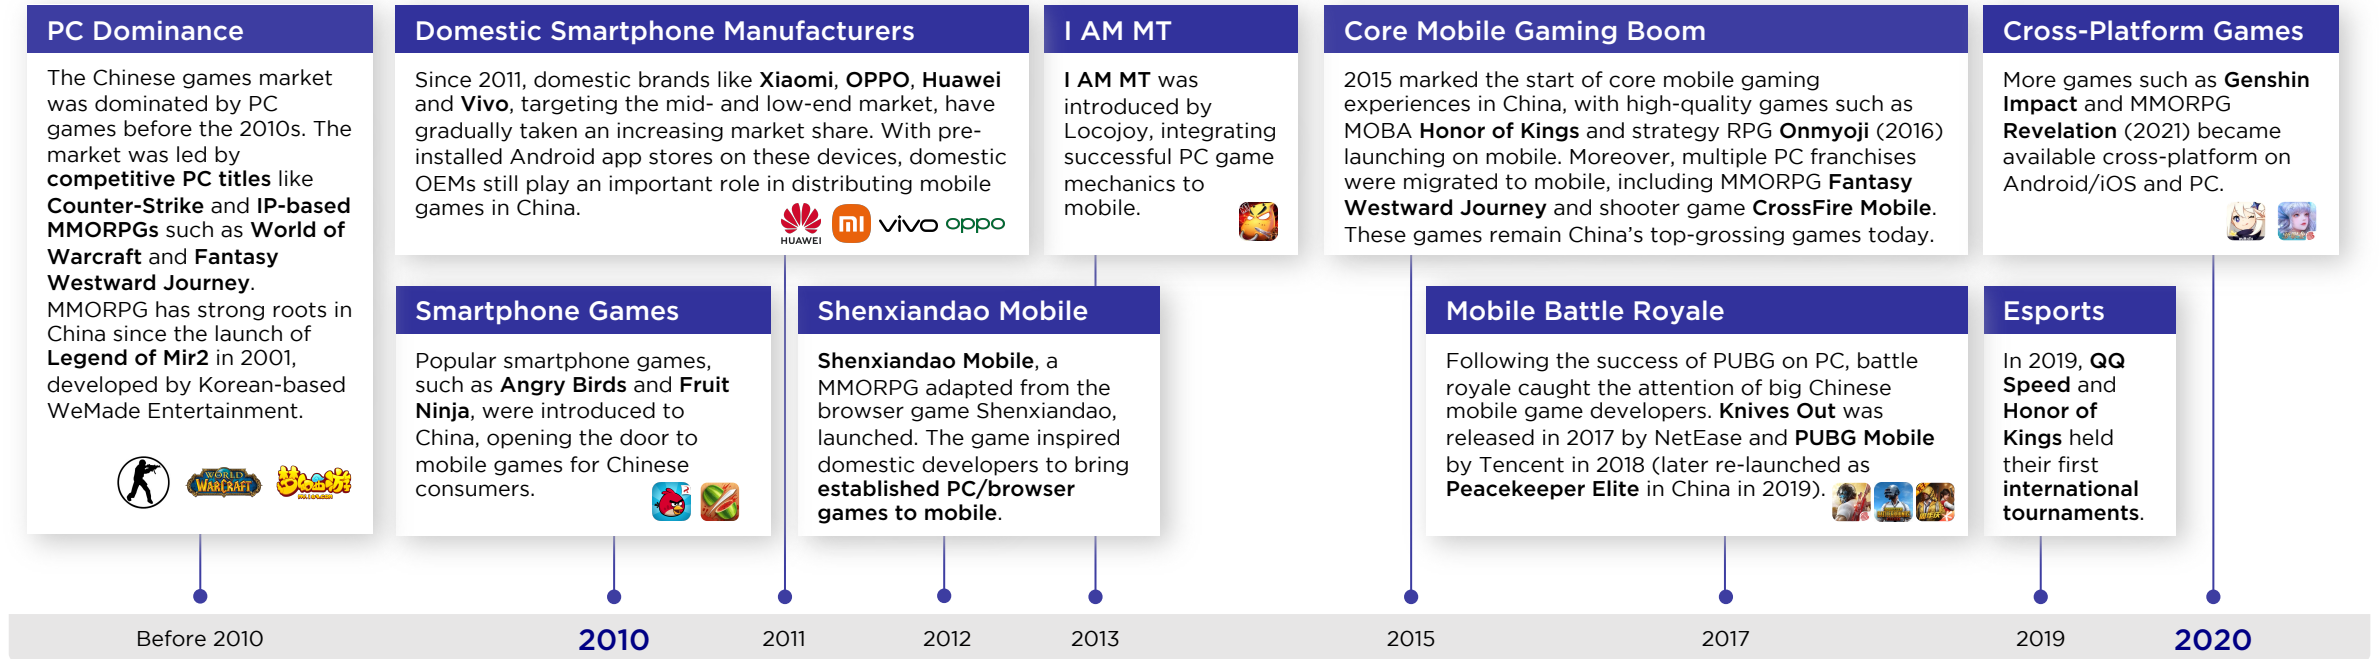 PC Dominance
The Chinese games market
was dominated by PC
games before the 2010s. The
market was led by
competitive PC titles like
Counter-Strike and IP-based
MMORPGs such as World of
Warcraft and Fantasy
Westward Journey.
MMORPG has strong roots in
China since the launch of
Legend of Mir2 in 2001,
developed by Korean-based
WeMade Entertainment.
WORLD
WARCRAFT
梦幻西游
Domestic Smartphone Manufacturers
Since 2011, domestic brands like Xiaomi, OPPO, Huawei
and Vivo, targeting the mid- and low-end market, have
gradually taken an increasing market share. With pre-
installed Android app stores on these devices, domestic
OEMs still play an important role in distributing mobile
games in China.
HUAWEI
mi
vivo
oppo
Smartphone Games
Popular smartphone games,
such as Angry Birds and Fruit
Ninja, were introduced to
China, opening the door to
mobile games for Chinese
consumers.
Shenxiandao Mobile
Shenxiandao Mobile, a
MMORPG adapted from the
browser game Shenxiandao,
launched. The game inspired
domestic developers to bring
established PC/browser
games to mobile.
I AM MT
I AM MT was
introduced by
Locojoy, integrating
successful PC game
mechanics to
mobile.
Core Mobile Gaming Boom
2015 marked the start of core mobile gaming
experiences in China, with high-quality games such as
MOBA Honor of Kings and strategy RPG Onmyoji (2016)
launching on mobile. Moreover, multiple PC franchises
were migrated to mobile, including MMORPG Fantasy
Westward Journey and shooter game CrossFire Mobile.
These games remain China's top-grossing games today.
Mobile Battle Royale
Following the success of PUBG on PC, battle
royale caught the attention of big Chinese
mobile game developers. Knives Out was
released in 2017 by NetEase and PUBG Mobile
by Tencent in 2018 (later re-launched as
Peacekeeper Elite in China in 2019).
Cross-Platform Games
More games such as Genshin
Impact and MMORPG
Revelation (2021) became
available cross-platform on
Android/iOS and PC.
Esports
In 2019, QQ
Speed and
Honor of
Kings held
their first
international
tournaments.
Before 2010
2010
2011
2012
2013
2015
2017
2019
2020